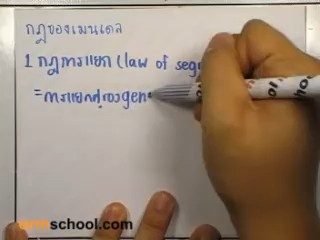 กฎของเมนเดล
1 กฎการแยก (law of seg
= การแยกคู่ของgen
ormschool.com